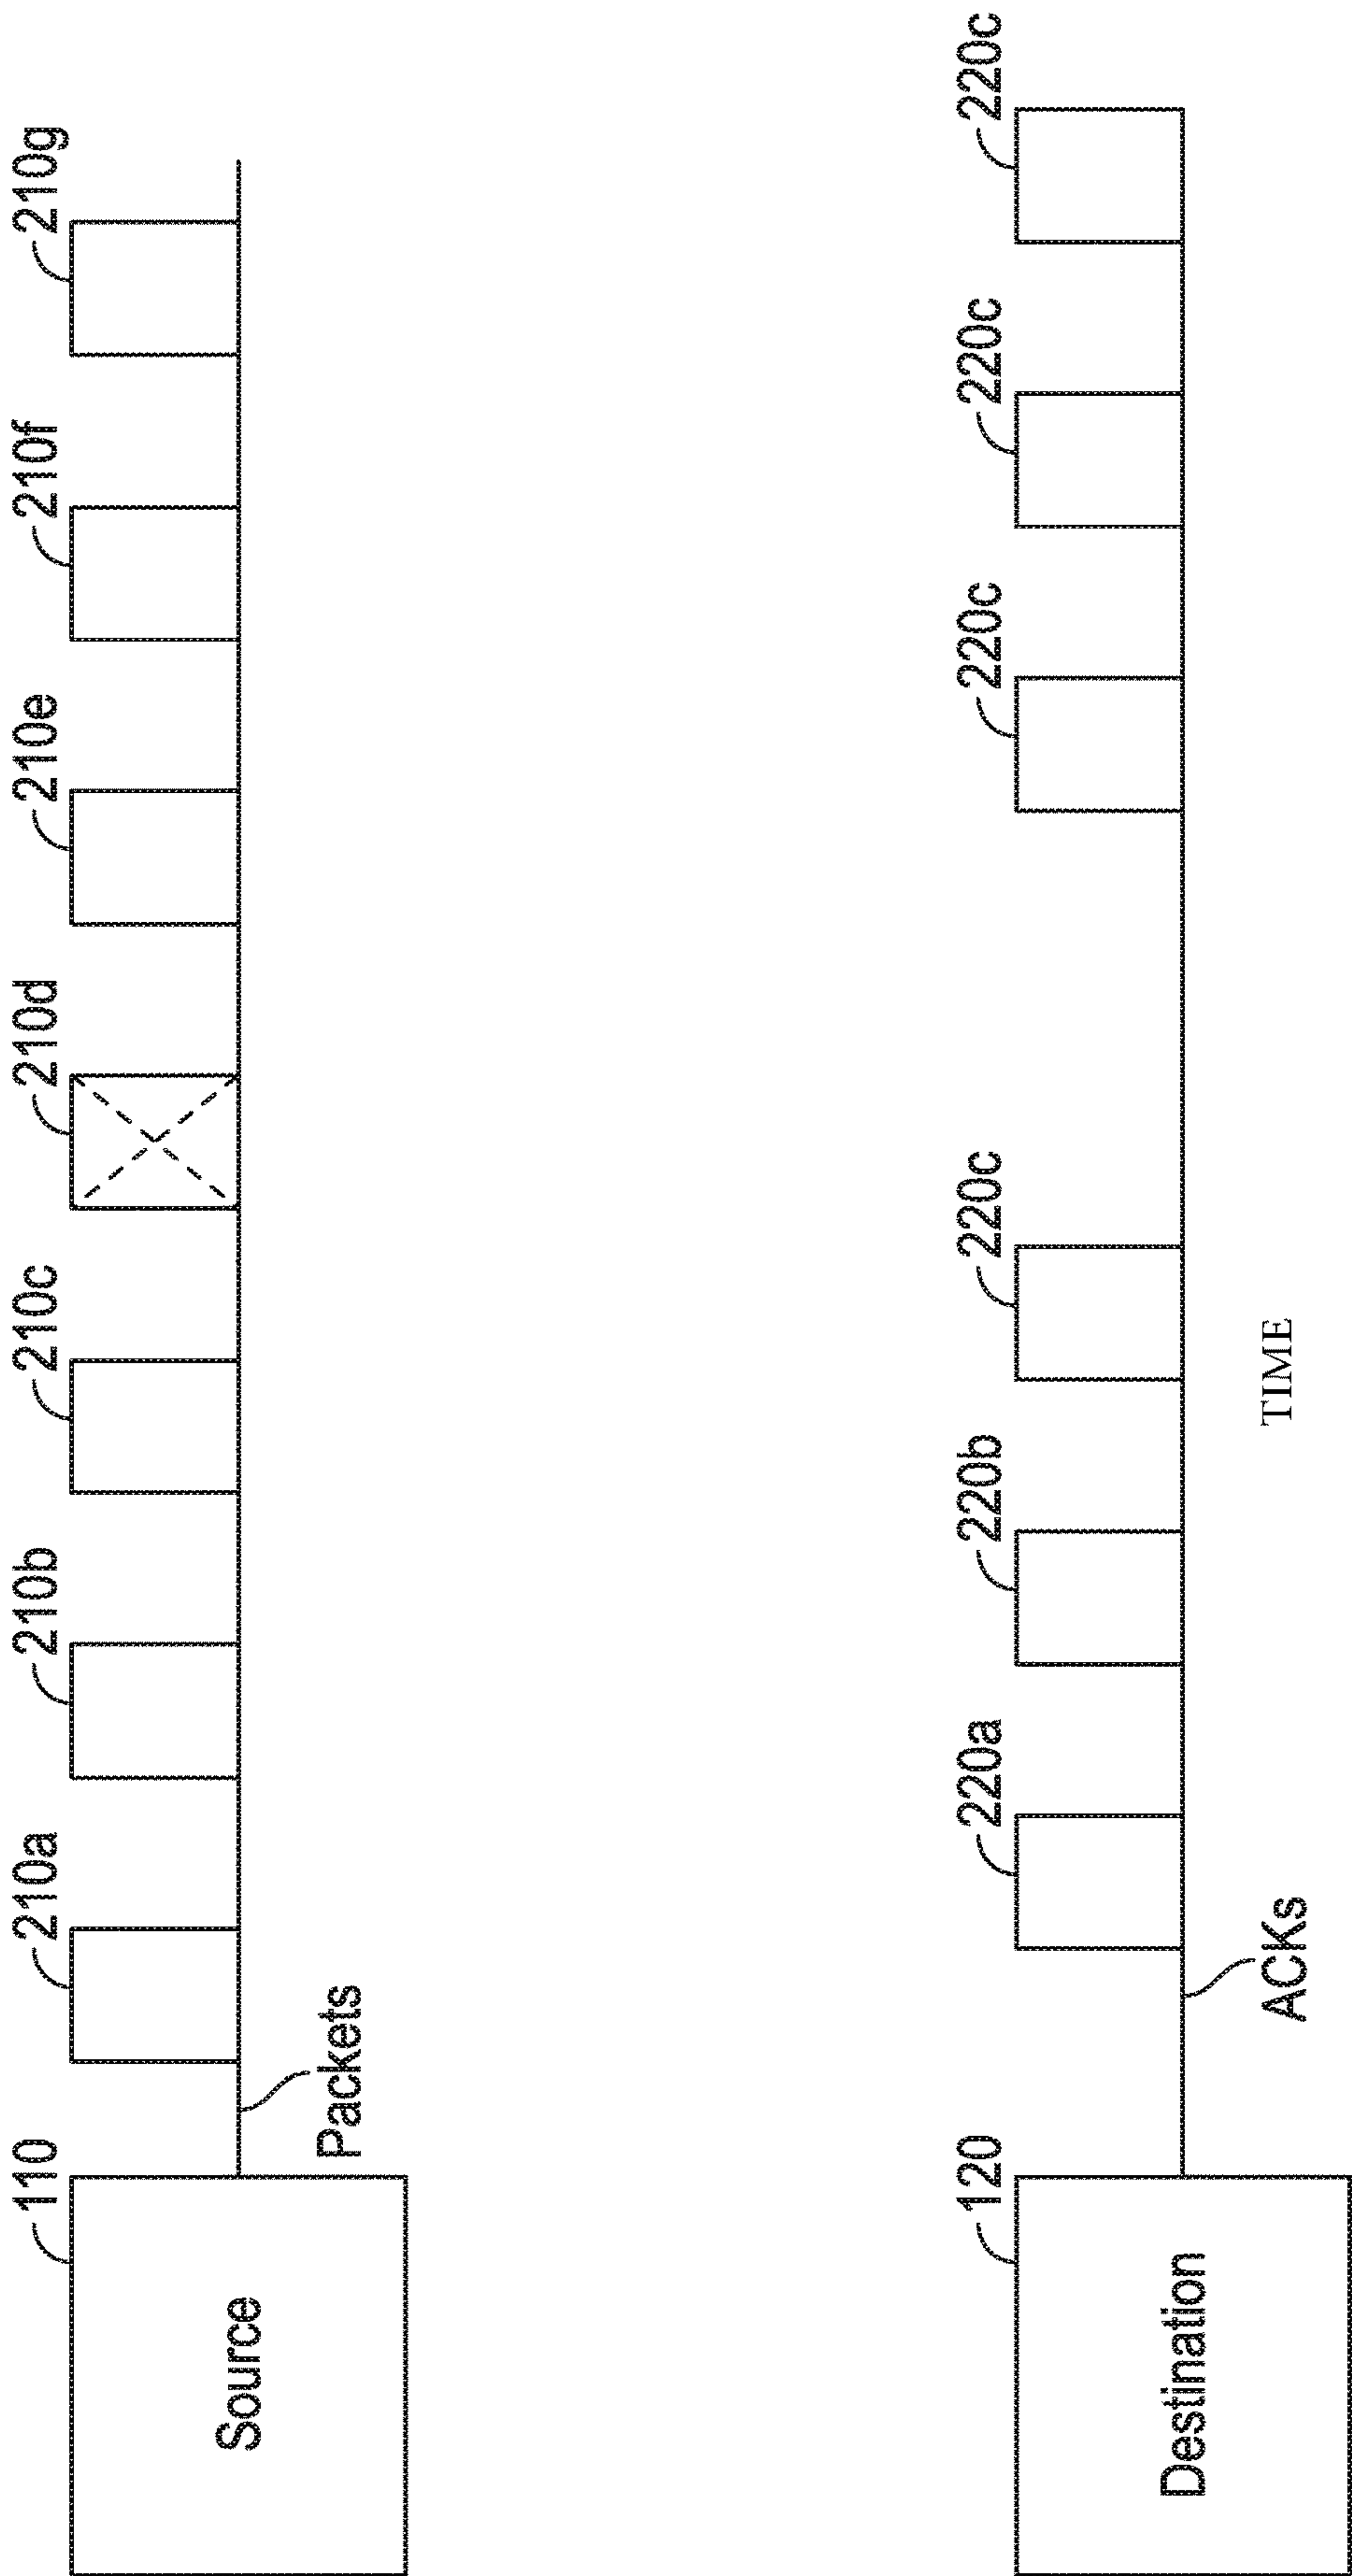 110
210a
210b
210c
210d
210e
210f
210g
Source
Packets
120
220a
220b
220c
220c
220c
220c
Destination
ACKs
TIME